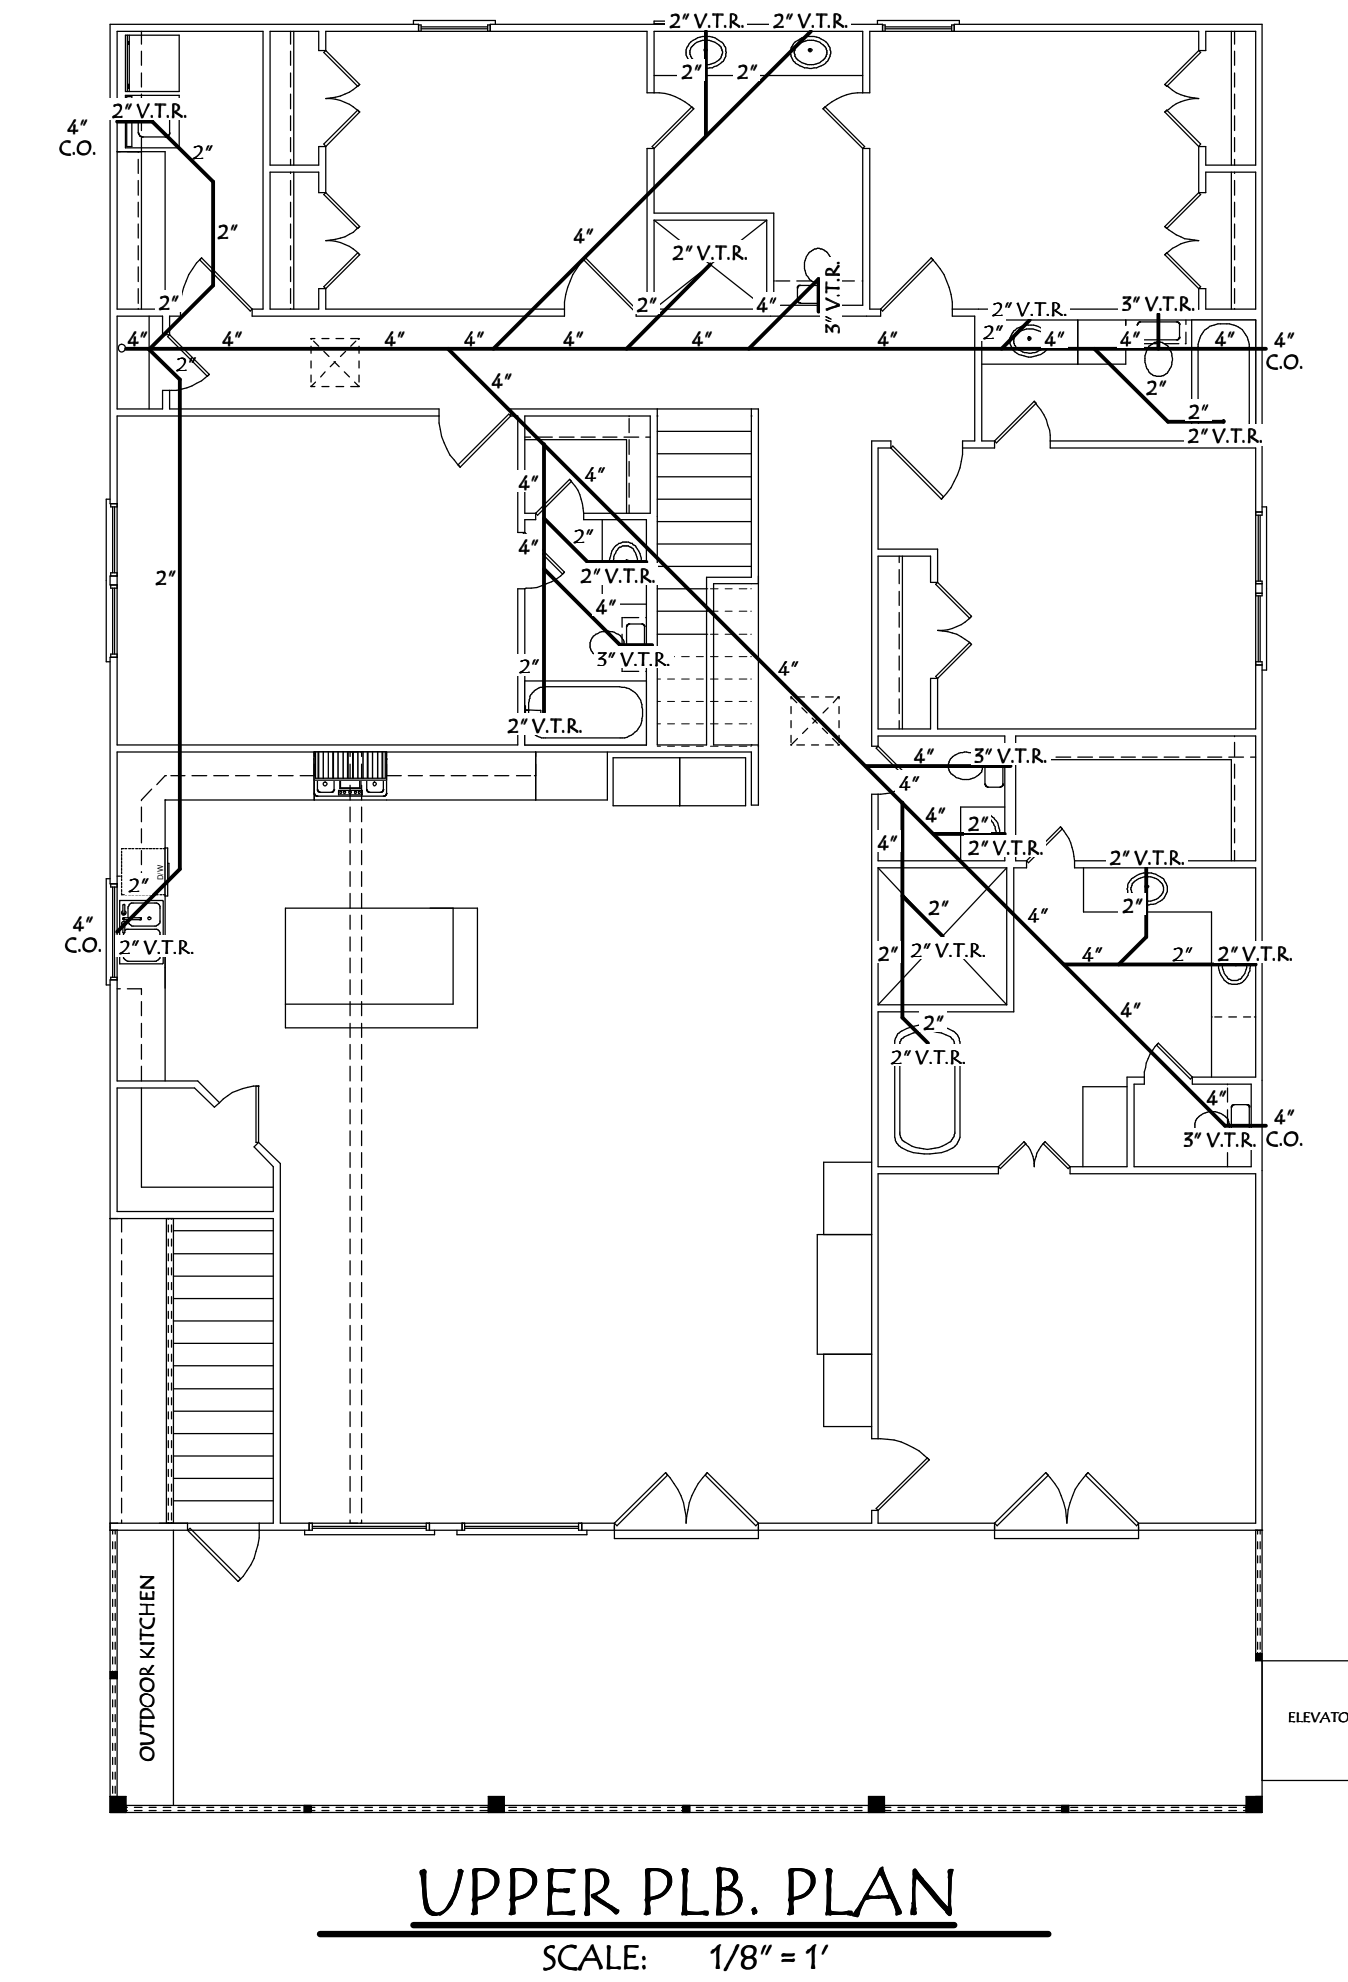 2" V.T.R. 2" V.T.R.
2" 2"
2" V.T.R.
4"
C.O.
2"
2"
4"
2" V.T.R.
3" V.T.R.
2"
2"
4"
2" V.T.R.
3" V.T.R.
4" 4" 4" 4" 4" 4"
2"
4" 4" 4"
4"
C.O.
2"
4"
2"
2"
2" V.T.R.
4"
4"
4"
2"
2" V.T.R.
2"
4"
3" V.T.R.
2"
2" V.T.R.
4"
4"
3" V.T.R.
4"
4"
2"
4"
2" V.T.R.
2" V.T.R.
D/W
2"
4"
C.O.
2" V.T.R.
2"
2"
4"
2"
2" V.T.R.
4"
2"
2" V.T.R.
4"
2"
2" V.T.R.
4"
3" V.T.R.
4"
C.O.
OUTDOOR KITCHEN
ELEVATO
UPPER PLB. PLAN
SCALE: 1/8" = 1'